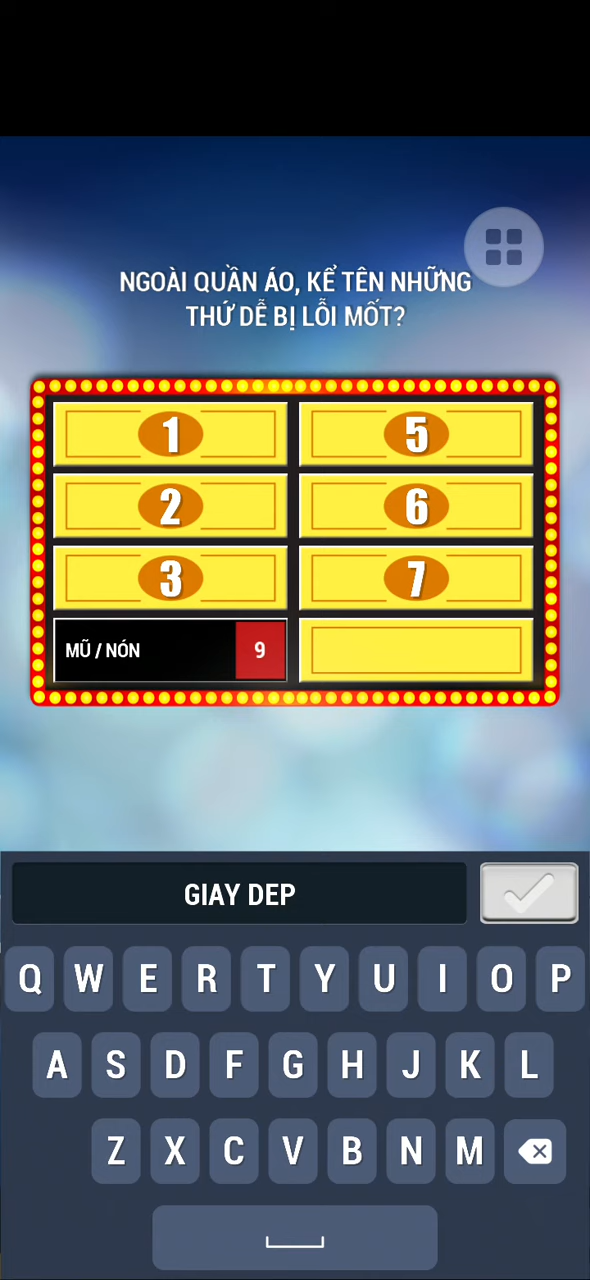 NGOÀI QUẦN ÁO, KỂ TÊN NHỮNG
THỨ DỄ BỊ LỖI MỐT?
1
5
2
6
3
7
MŨ / NÓN 9
GIAY DEP
Q W E R T Y U I O P
A S D F G H J K L
Z X C V B N M